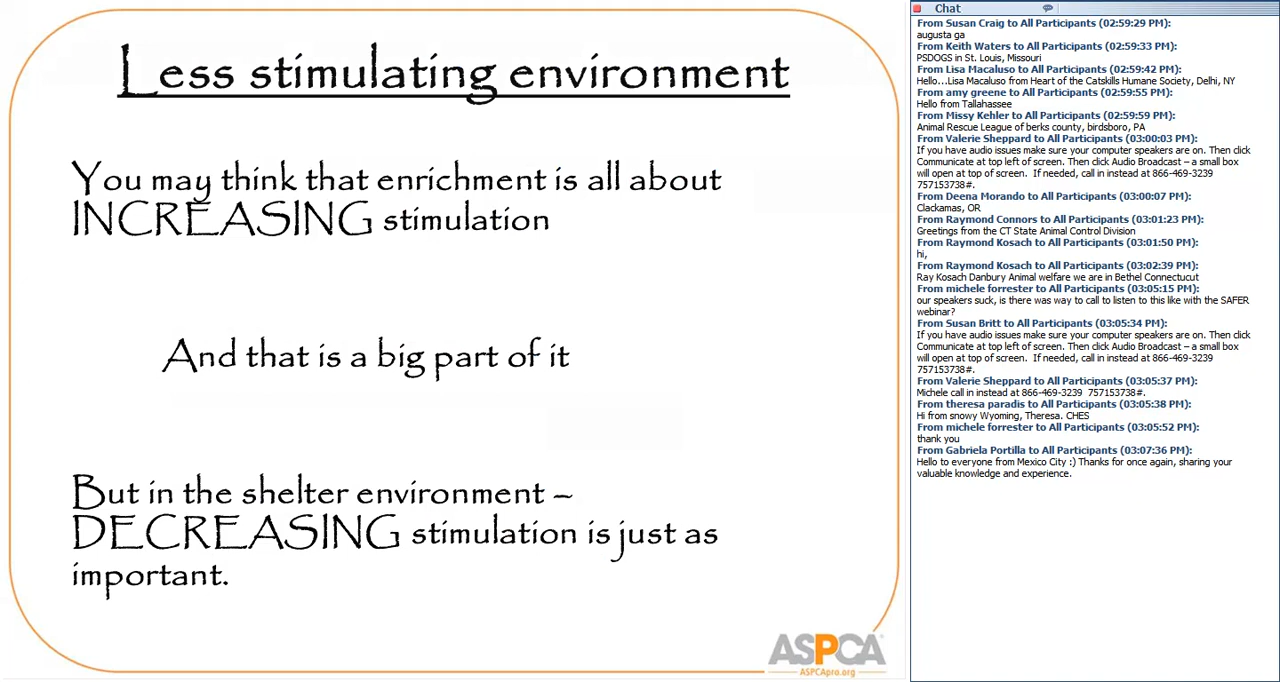 Less stimulating environment
You may think that enrichment is all about
INCREASING stimulation
And that is a big part of it
But in the shelter environment –
DECREASING stimulation is just as
important.
ASPCA
ASPCApro.org
Chat
From Susan Craig to All Participants (02:59:29 PM):
augusta ga
From Keith Waters to All Participants (02:59:33 PM):
PSDOGS in St. Louis, Missouri
From Lisa Macaluso to All Participants (02:59:42 PM):
Hello...Lisa Macaluso from Heart of the Catskills Humane Society, Delhi, NY
From amy greene to All Participants (02:59:55 PM):
Hello from Tallahassee
From Missy Kehler to All Participants (02:59:59 PM):
Animal Rescue League of berks county, birdsboro, PA
From Valerie Sheppard to All Participants (03:00:03 PM):
If you have audio issues make sure your computer speakers are on. Then click
Communicate at top left of screen. Then click Audio Broadcast – a small box
will open at top of screen.  If needed, call in instead at 866-469-3239
757153738#.
From Deena Morando to All Participants (03:00:07 PM):
Clackamas, OR
From Raymond Connors to All Participants (03:01:23 PM):
Greetings from the CT State Animal Control Division
From Raymond Kosach to All Participants (03:01:50 PM):
hi,
From Raymond Kosach to All Participants (03:02:39 PM):
Ray Kosach Danbury Animal welfare we are in Bethel Connectucut
From michele forrester to All Participants (03:05:15 PM):
our speakers suck, is there was way to call to listen to this like with the SAFER
webinar?
From Susan Britt to All Participants (03:05:34 PM):
If you have audio issues make sure your computer speakers are on. Then click
Communicate at top left of screen. Then click Audio Broadcast – a small box
will open at top of screen.  If needed, call in instead at 866-469-3239
757153738#.
From Valerie Sheppard to All Participants (03:05:37 PM):
Michele call in instead at 866-469-3239  757153738#.
From theresa paradis to All Participants (03:05:38 PM):
Hi from snowy Wyoming, Theresa. CHES
From michele forrester to All Participants (03:05:52 PM):
thank you
From Gabriela Portilla to All Participants (03:07:36 PM):
Hello to everyone from Mexico City :) Thanks for once again, sharing your
valuable knowledge and experience.